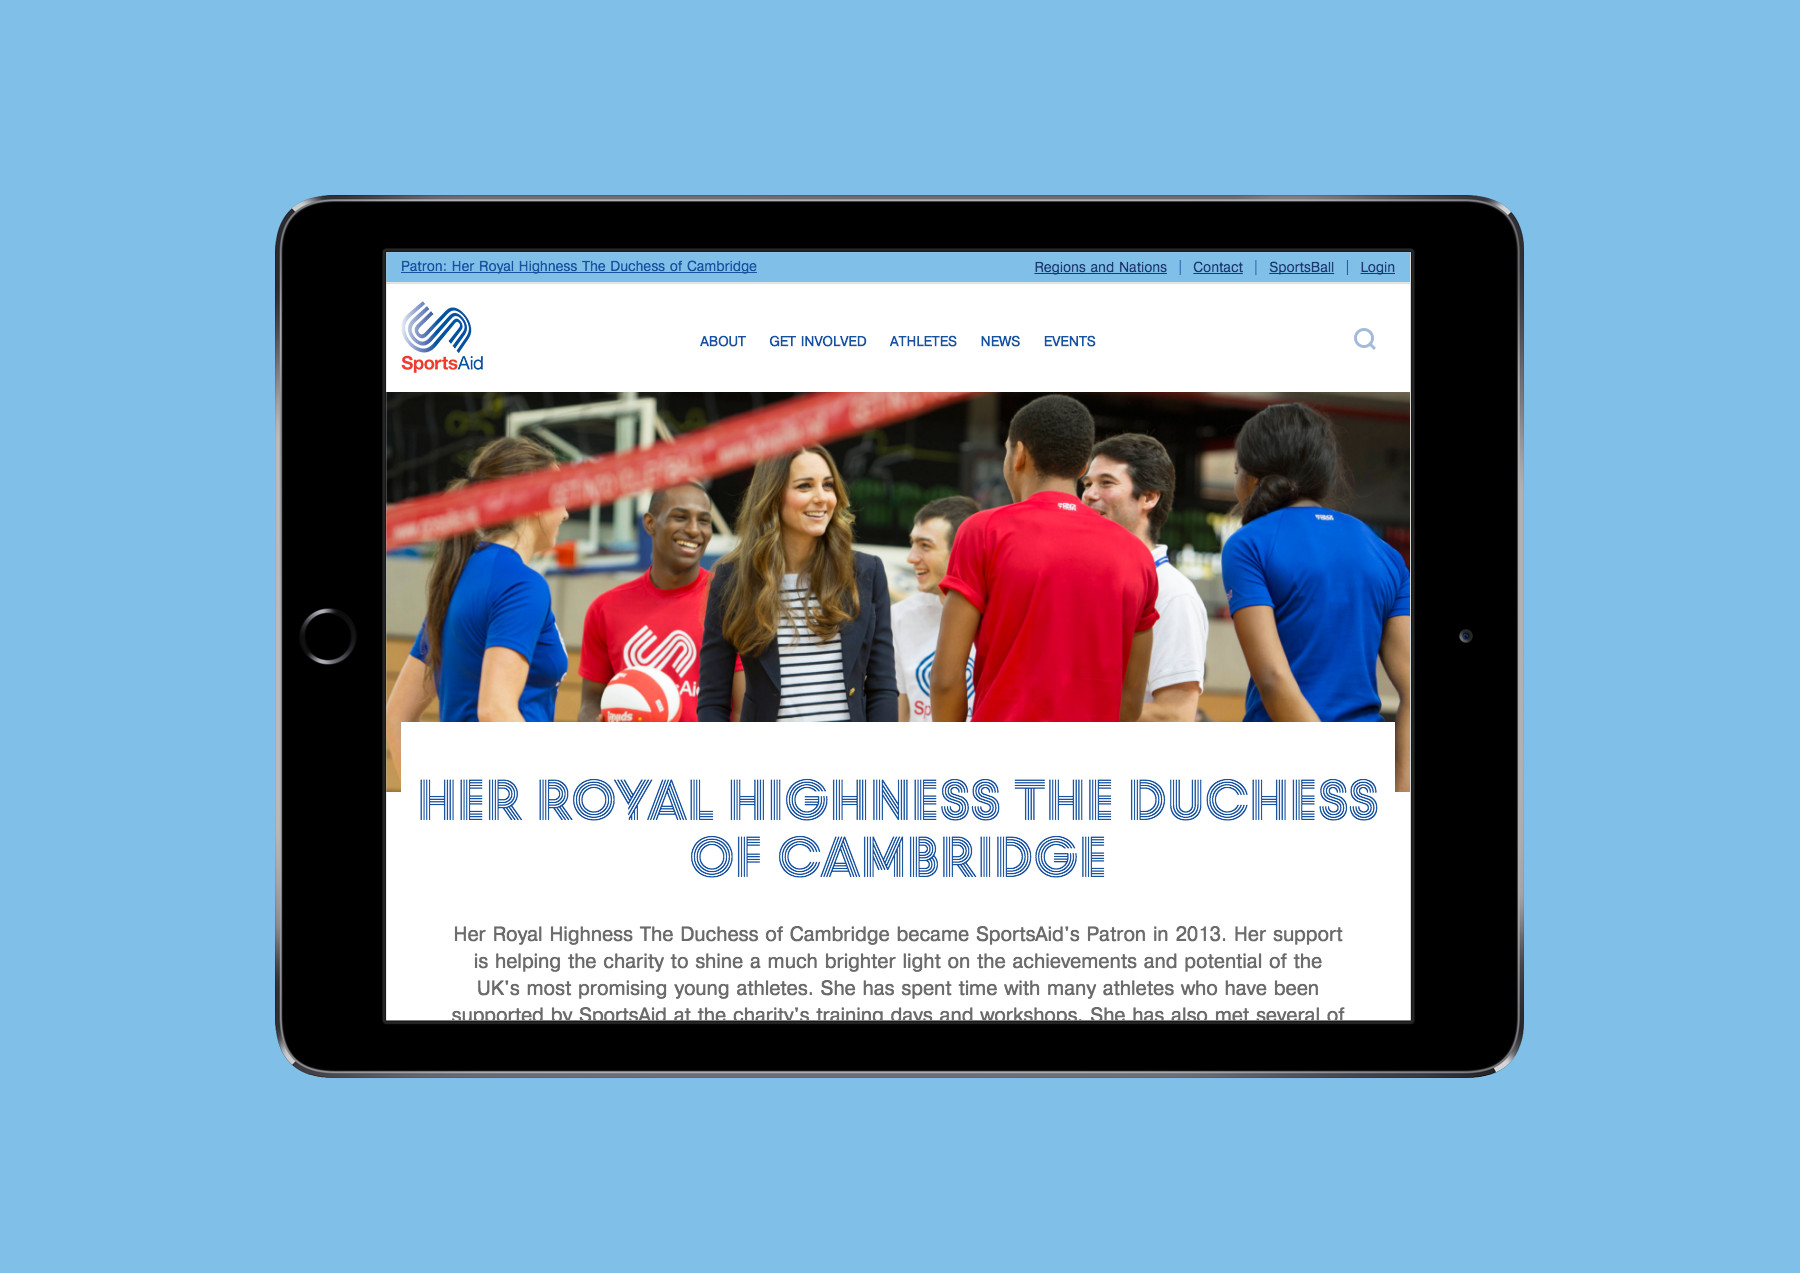 Patron: Her Royal Highness The Duchess of Cambridge
Regions and Nations | Contact | SportsBall | Login
SportsAid
ABOUT GET INVOLVED ATHLETES NEWS EVENTS
HER ROYAL HIGHNESS THE DUCHESS
OF CAMBRIDGE
Her Royal Highness The Duchess of Cambridge became SportsAid's Patron in 2013. Her support
is helping the charity to shine a much brighter light on the achievements and potential of the
UK's most promising young athletes. She has spent time with many athletes who have been
supported by SportsAid at the charity's training days and workshops. She has also met several of